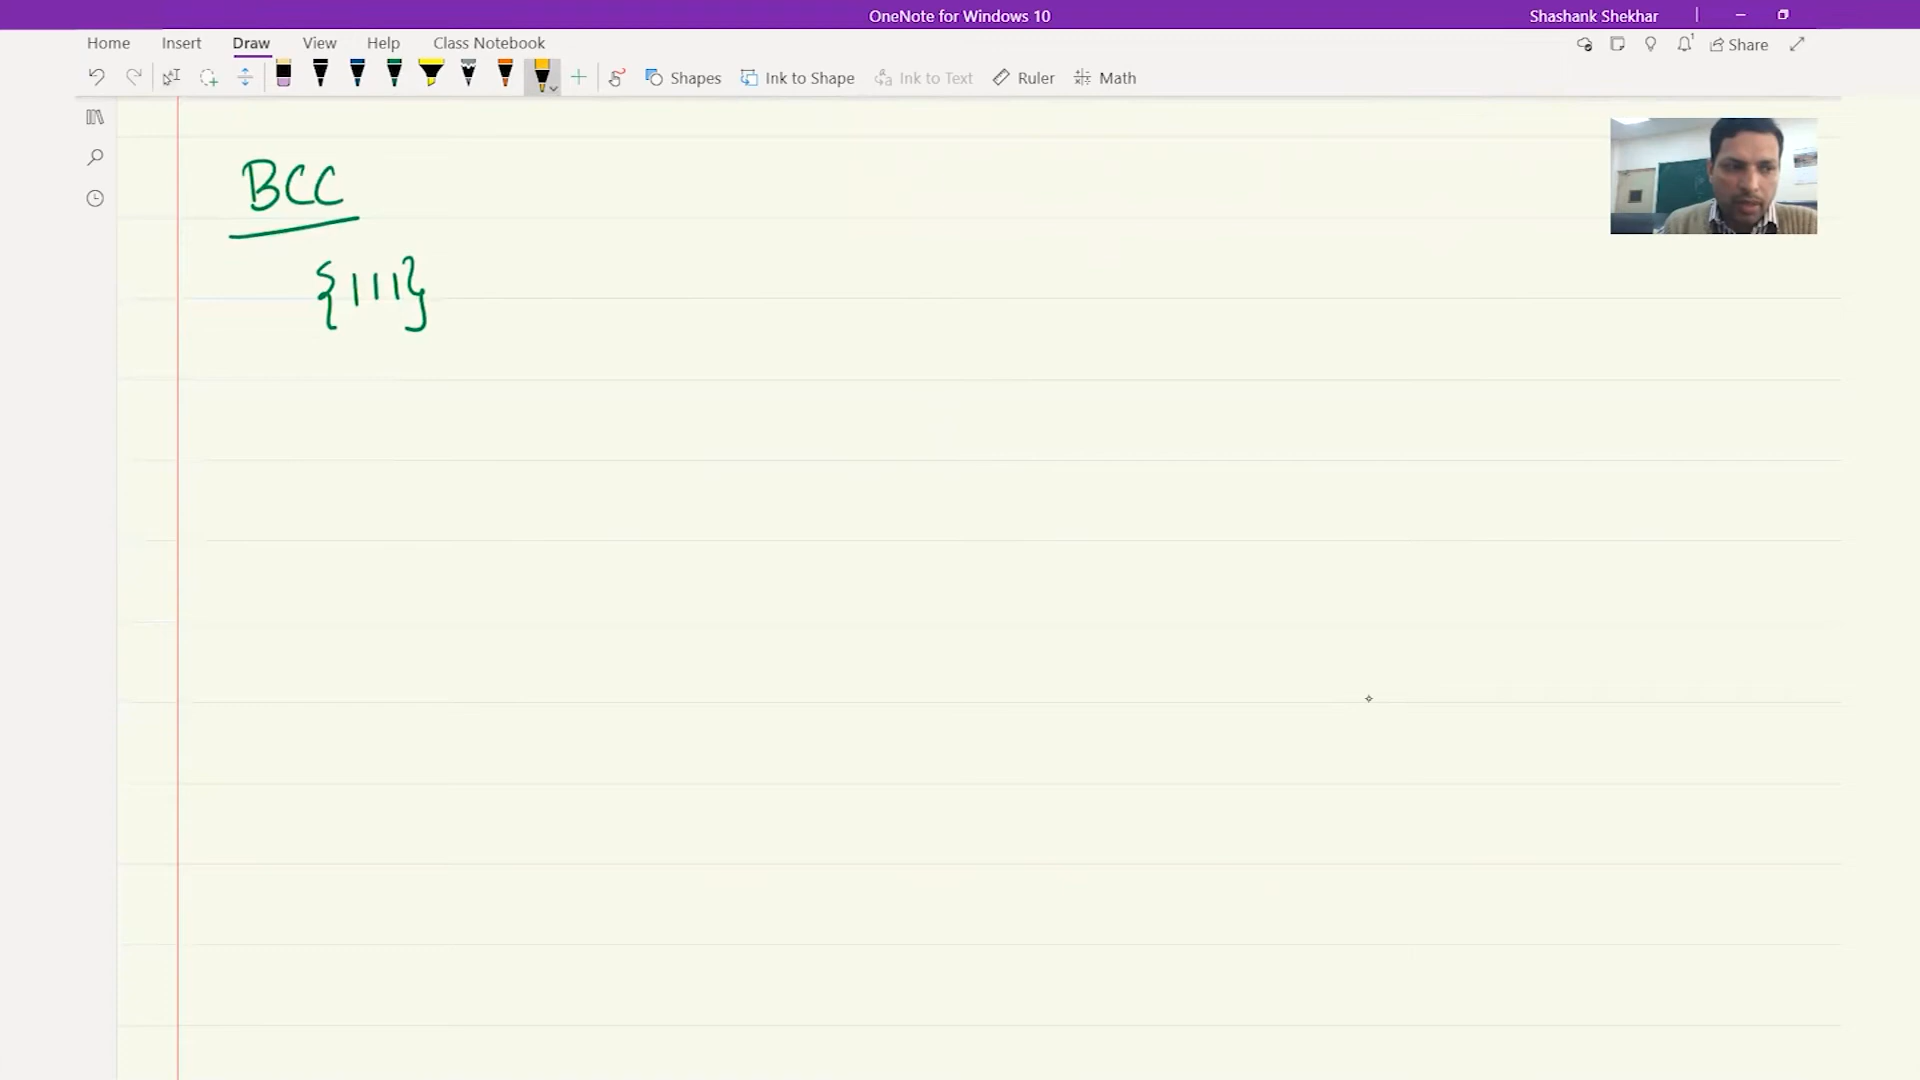 OneNote for Windows 10
Shashank Shekhar
Home Insert Draw View Help Class Notebook
Share
Shapes Ink to Shape Ink to Text Ruler Math
BCC
{111}